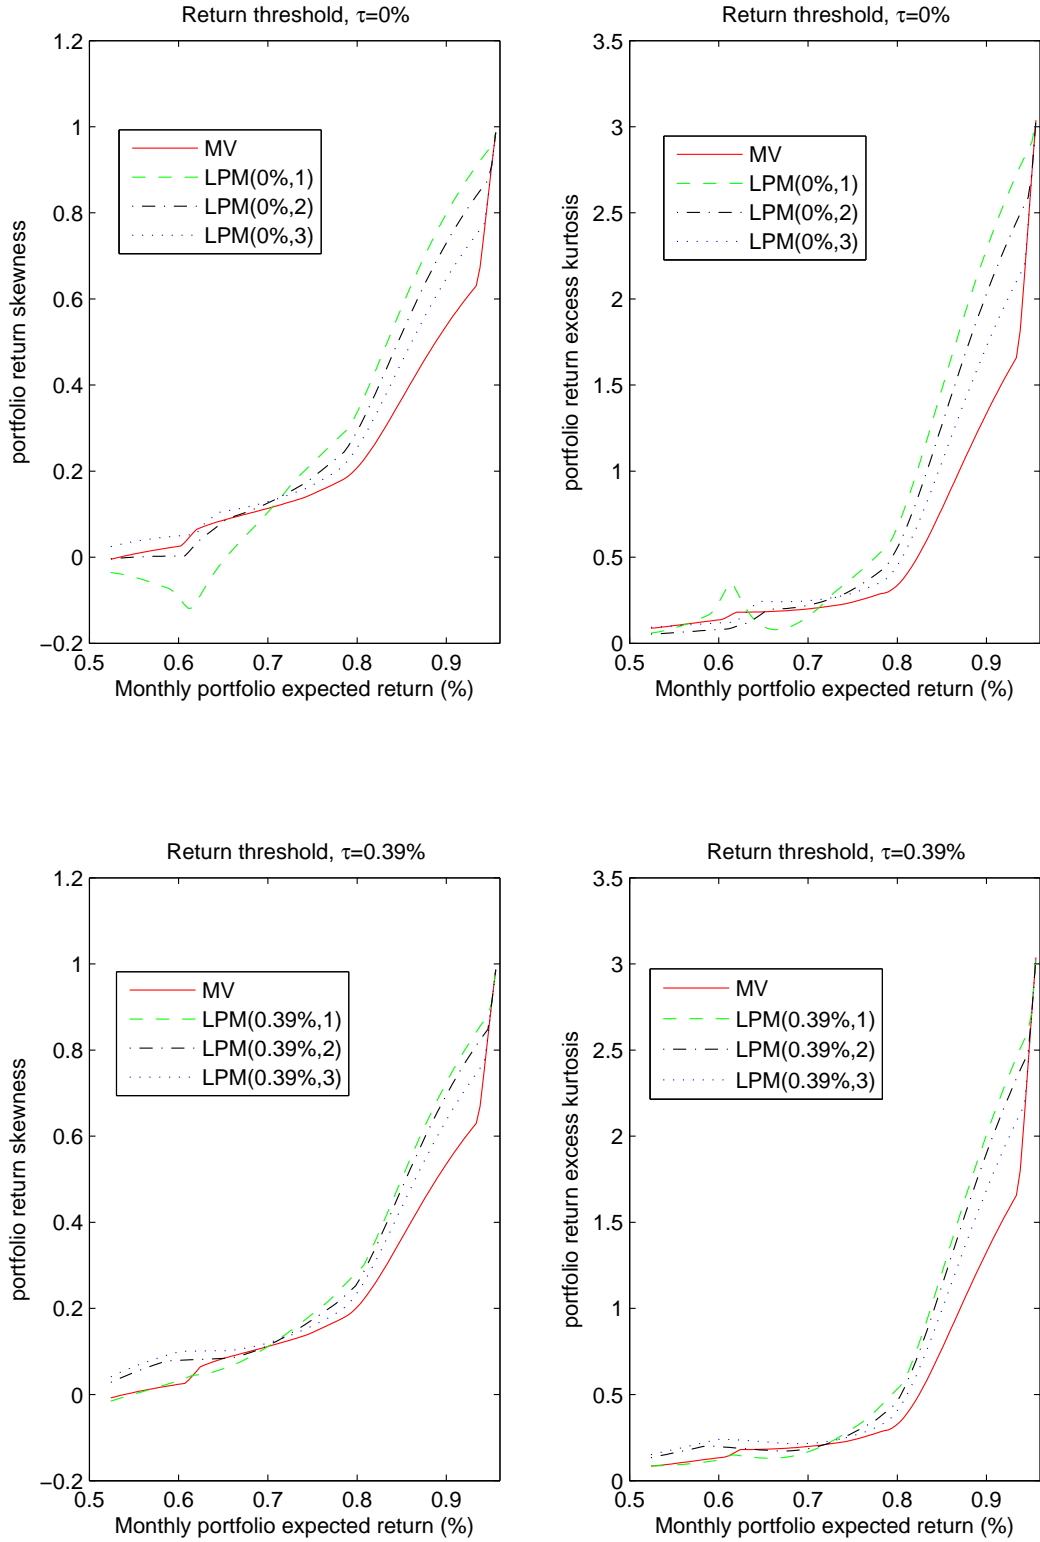 Return threshold, τ=0%
1.2
1
0.8
0.6
0.4
0.2
0
−0.2
0.5
0.6
0.7
0.8
0.9
portfolio return skewness
Monthly portfolio expected return (%)
MV
LPM(0%,1)
LPM(0%,2)
LPM(0%,3)
Return threshold, τ=0%
3.5
3
2.5
2
1.5
1
0.5
0
0.5
0.6
0.7
0.8
0.9
portfolio return excess kurtosis
Monthly portfolio expected return (%)
MV
LPM(0%,1)
LPM(0%,2)
LPM(0%,3)
Return threshold, τ=0.39%
1.2
1
0.8
0.6
0.4
0.2
0
−0.2
0.5
0.6
0.7
0.8
0.9
portfolio return skewness
Monthly portfolio expected return (%)
MV
LPM(0.39%,1)
LPM(0.39%,2)
LPM(0.39%,3)
Return threshold, τ=0.39%
3.5
3
2.5
2
1.5
1
0.5
0
0.5
0.6
0.7
0.8
0.9
portfolio return excess kurtosis
Monthly portfolio expected return (%)
MV
LPM(0.39%,1)
LPM(0.39%,2)
LPM(0.39%,3)